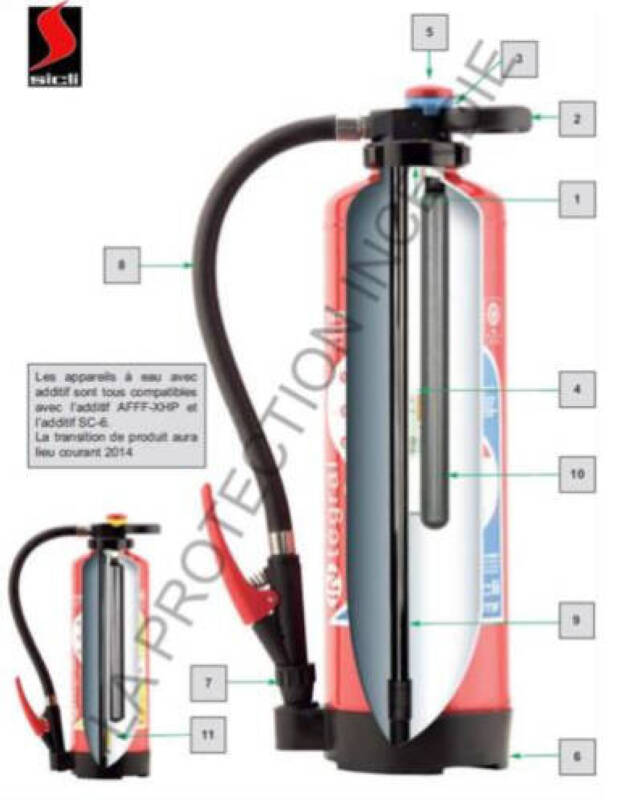 sicli
5
3
2
1
8
Les appareils à eau avec
additif sont tous compatibles
avec l'additif AFFF-XHP et
l'additif SC-6.
La transition de produit aura
lieu courant 2014
4
10
9
7
11
6
Integral
LA PROTECTION INCENDIE